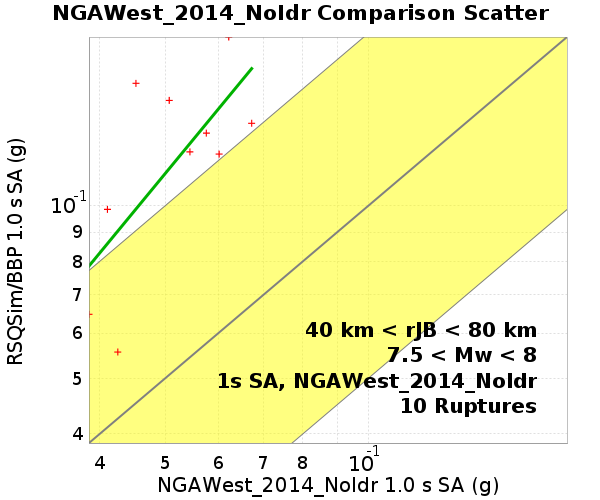 NGAWest_2014_NoIdr Comparison Scatter
RSQSim/BBP 1.0 s SA (g)
10-1
9
8
7
6
5
4
40 km < rJB < 80 km
7.5 < Mw < 8
1s SA, NGAWest_2014_NoIdr
10 Ruptures
4 5 6 7 8 10-1
NGAWest_2014_NoIdr 1.0 s SA (g)